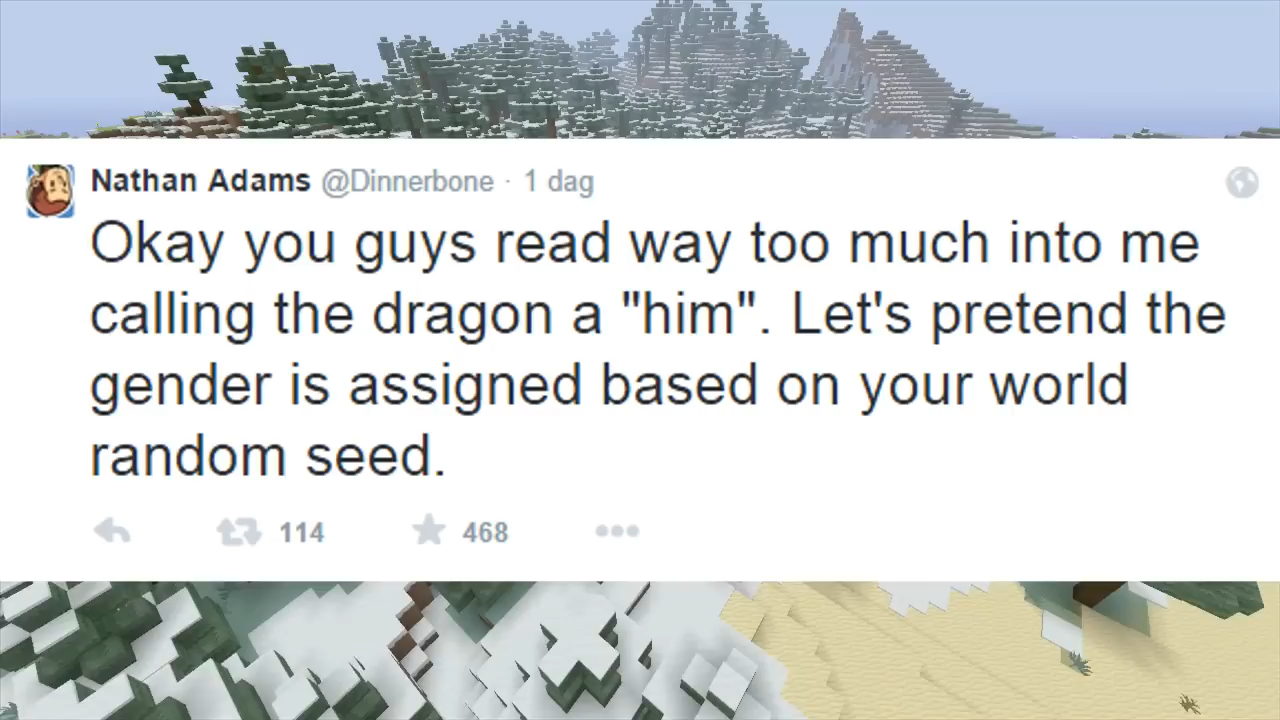 Nathan Adams @Dinnerbone · 1 dag
Okay you guys read way too much into me
calling the dragon a "him". Let's pretend the
gender is assigned based on your world
random seed.
114 468